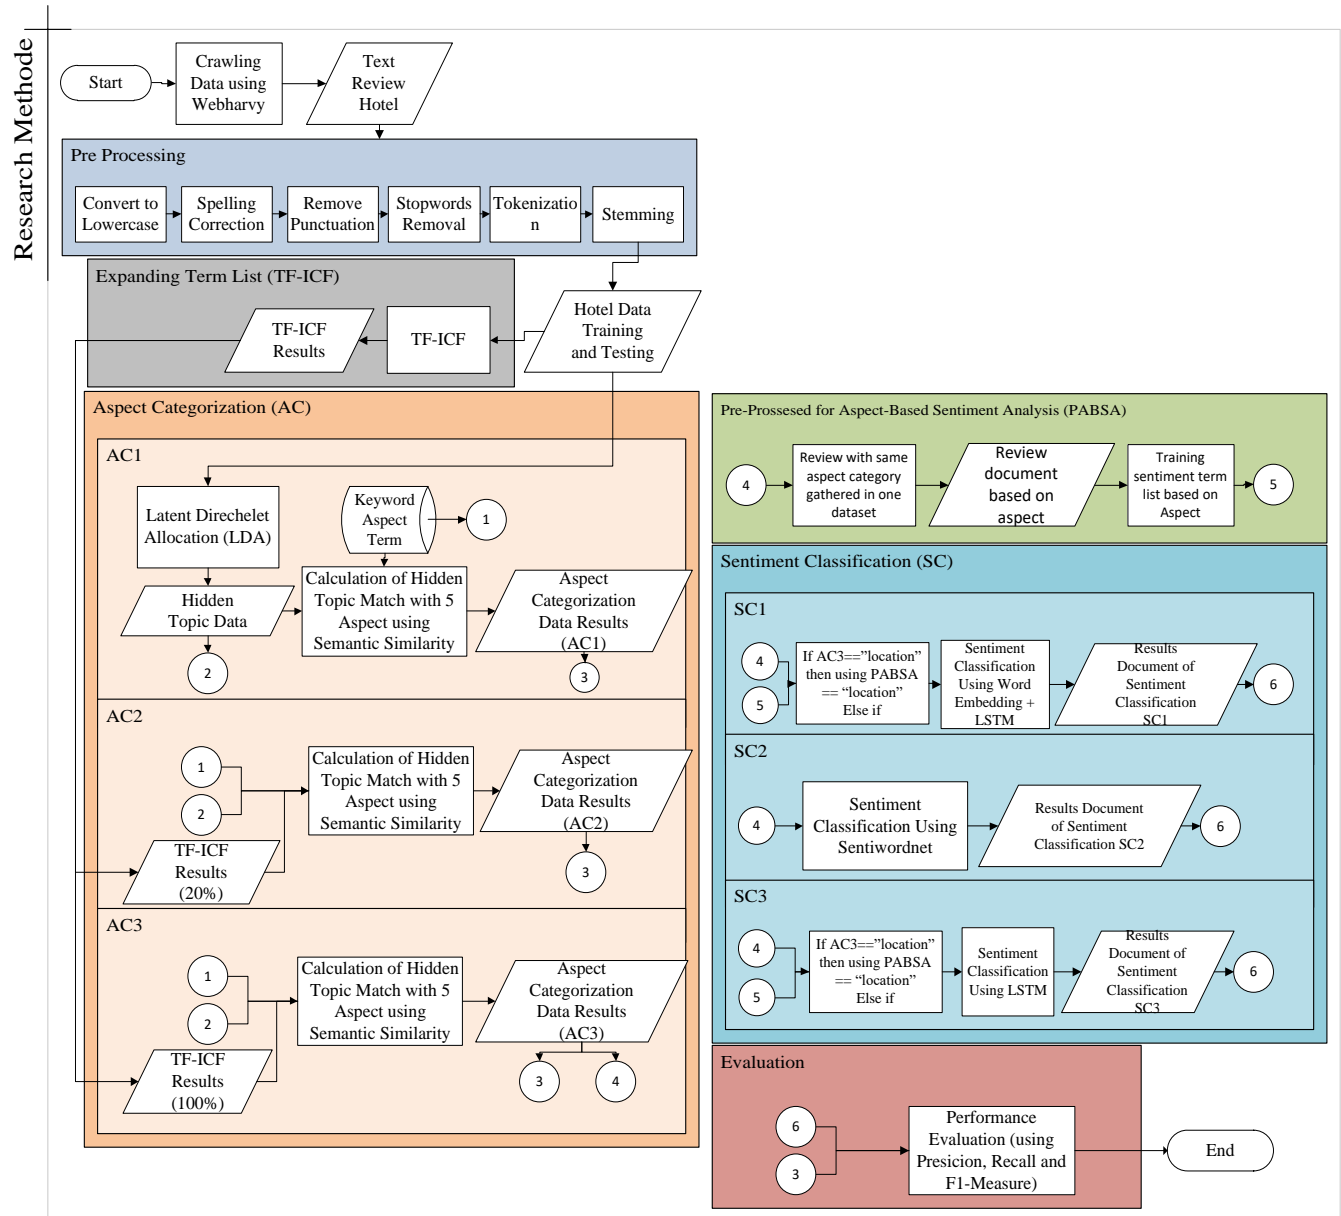 Research Methode
Start
Crawling
Data using
Webharvy
Text
Review
Hotel
Pre Processing
Convert to
Lowercase
Spelling
Correction
Remove
Punctuation
Stopwords
Removal
Tokenizatio
n
Stemming
Expanding Term List (TF-ICF)
TF-ICF
Results
TF-ICF
Hotel Data
Training
and Testing
Aspect Categorization (AC)
AC1
Latent Direchelet
Allocation (LDA)
Keyword
Aspect
Term
1
Hidden
Topic Data
Calculation of Hidden
Topic Match with 5
Aspect using
Semantic Similarity
Aspect
Categorization
Data Results
(AC1)
2
3
AC2
1
2
Calculation of Hidden
Topic Match with 5
Aspect using
Semantic Similarity
Aspect
Categorization
Data Results
(AC2)
TF-ICF
Results
(20%)
3
AC3
1
2
Calculation of Hidden
Topic Match with 5
Aspect using
Semantic Similarity
Aspect
Categorization
Data Results
(AC3)
TF-ICF
Results
(100%)
3
4
Pre-Prossesed for Aspect-Based Sentiment Analysis (PABSA)
4
Review with same
aspect category
gathered in one
dataset
Review
document
based on
aspect
Training
sentiment term
list based on
Aspect
5
Sentiment Classification (SC)
SC1
4
5
If AC3==”location”
then using PABSA
== “location”
Else if
Sentiment
Classification
Using Word
Embedding +
LSTM
Results
Document of
Sentiment
Classification
SC1
6
SC2
4
Sentiment
Classification Using
Sentiwordnet
Results Document
of Sentiment
Classification SC2
6
SC3
4
5
If AC3==”location”
then using PABSA
== “location”
Else if
Sentiment
Classification
Using LSTM
Results
Document of
Sentiment
Classification
SC3
6
Evaluation
6
3
Performance
Evaluation (using
Presicion, Recall and
F1-Measure)
End